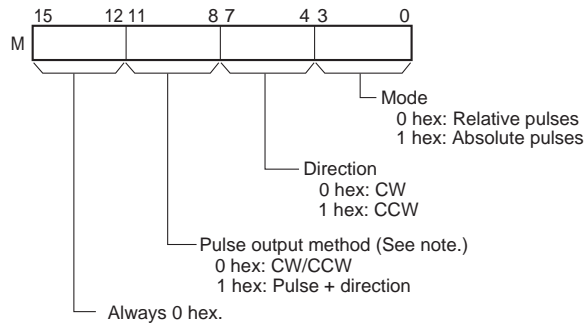 15 12 11 8 7 4 3 0
M
Mode
0 hex: Relative pulses
1 hex: Absolute pulses
Direction
0 hex: CW
1 hex: CCW
Pulse output method (See note.)
0 hex: CW/CCW
1 hex: Pulse + direction
Always 0 hex.